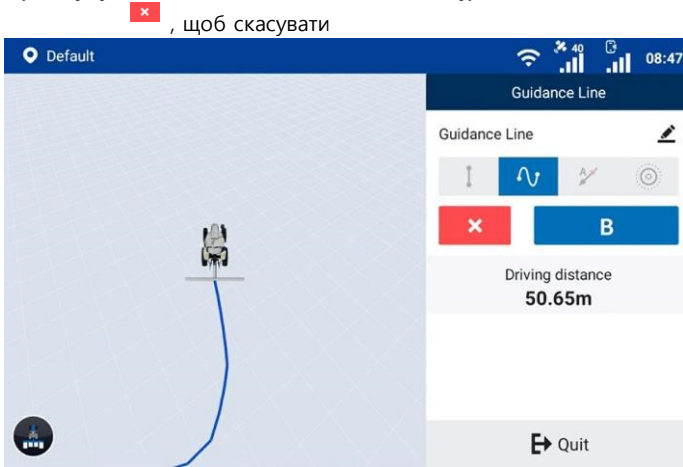 , щоб скасувати
Default
40
08:47
Guidance Line
Guidance Line
A
B
Driving distance
50.65m
Quit